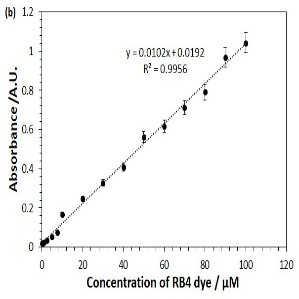 (b)
1.2
1
0.8
0.6
0.4
0.2
0
Absorbance /A.U.
y = 0.0102x + 0.0192
R² = 0.9956
0 20 40 60 80 100 120
Concentration of RB4 dye / µM